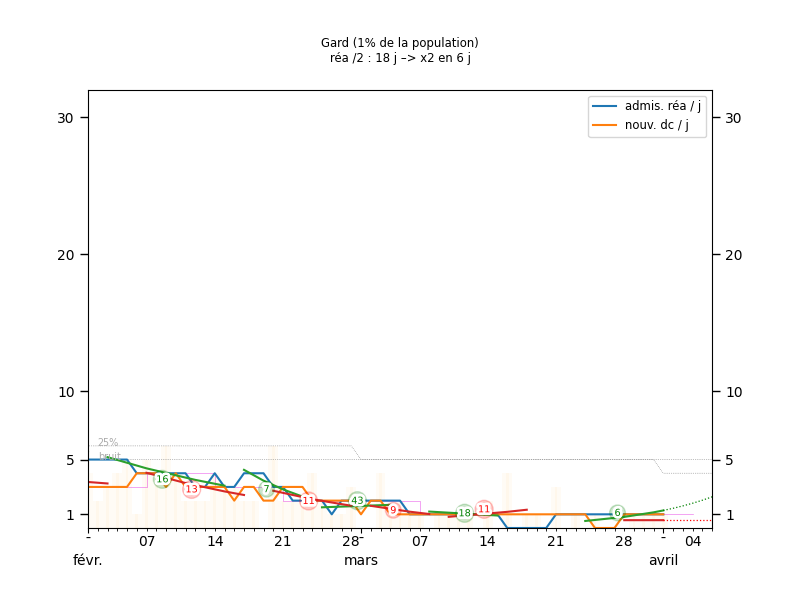 Gard (1% de la population)
réa /2 : 18 j –> x2 en 6 j
admis. réa / j
nouv. dc / j
30 30
20 20
10 10
5 5
1 1
25%
bruit
16 13 7 11 43 9 18 11 6
- 07 14 21 28 - 07 14 21 28 - 04
févr. mars avril